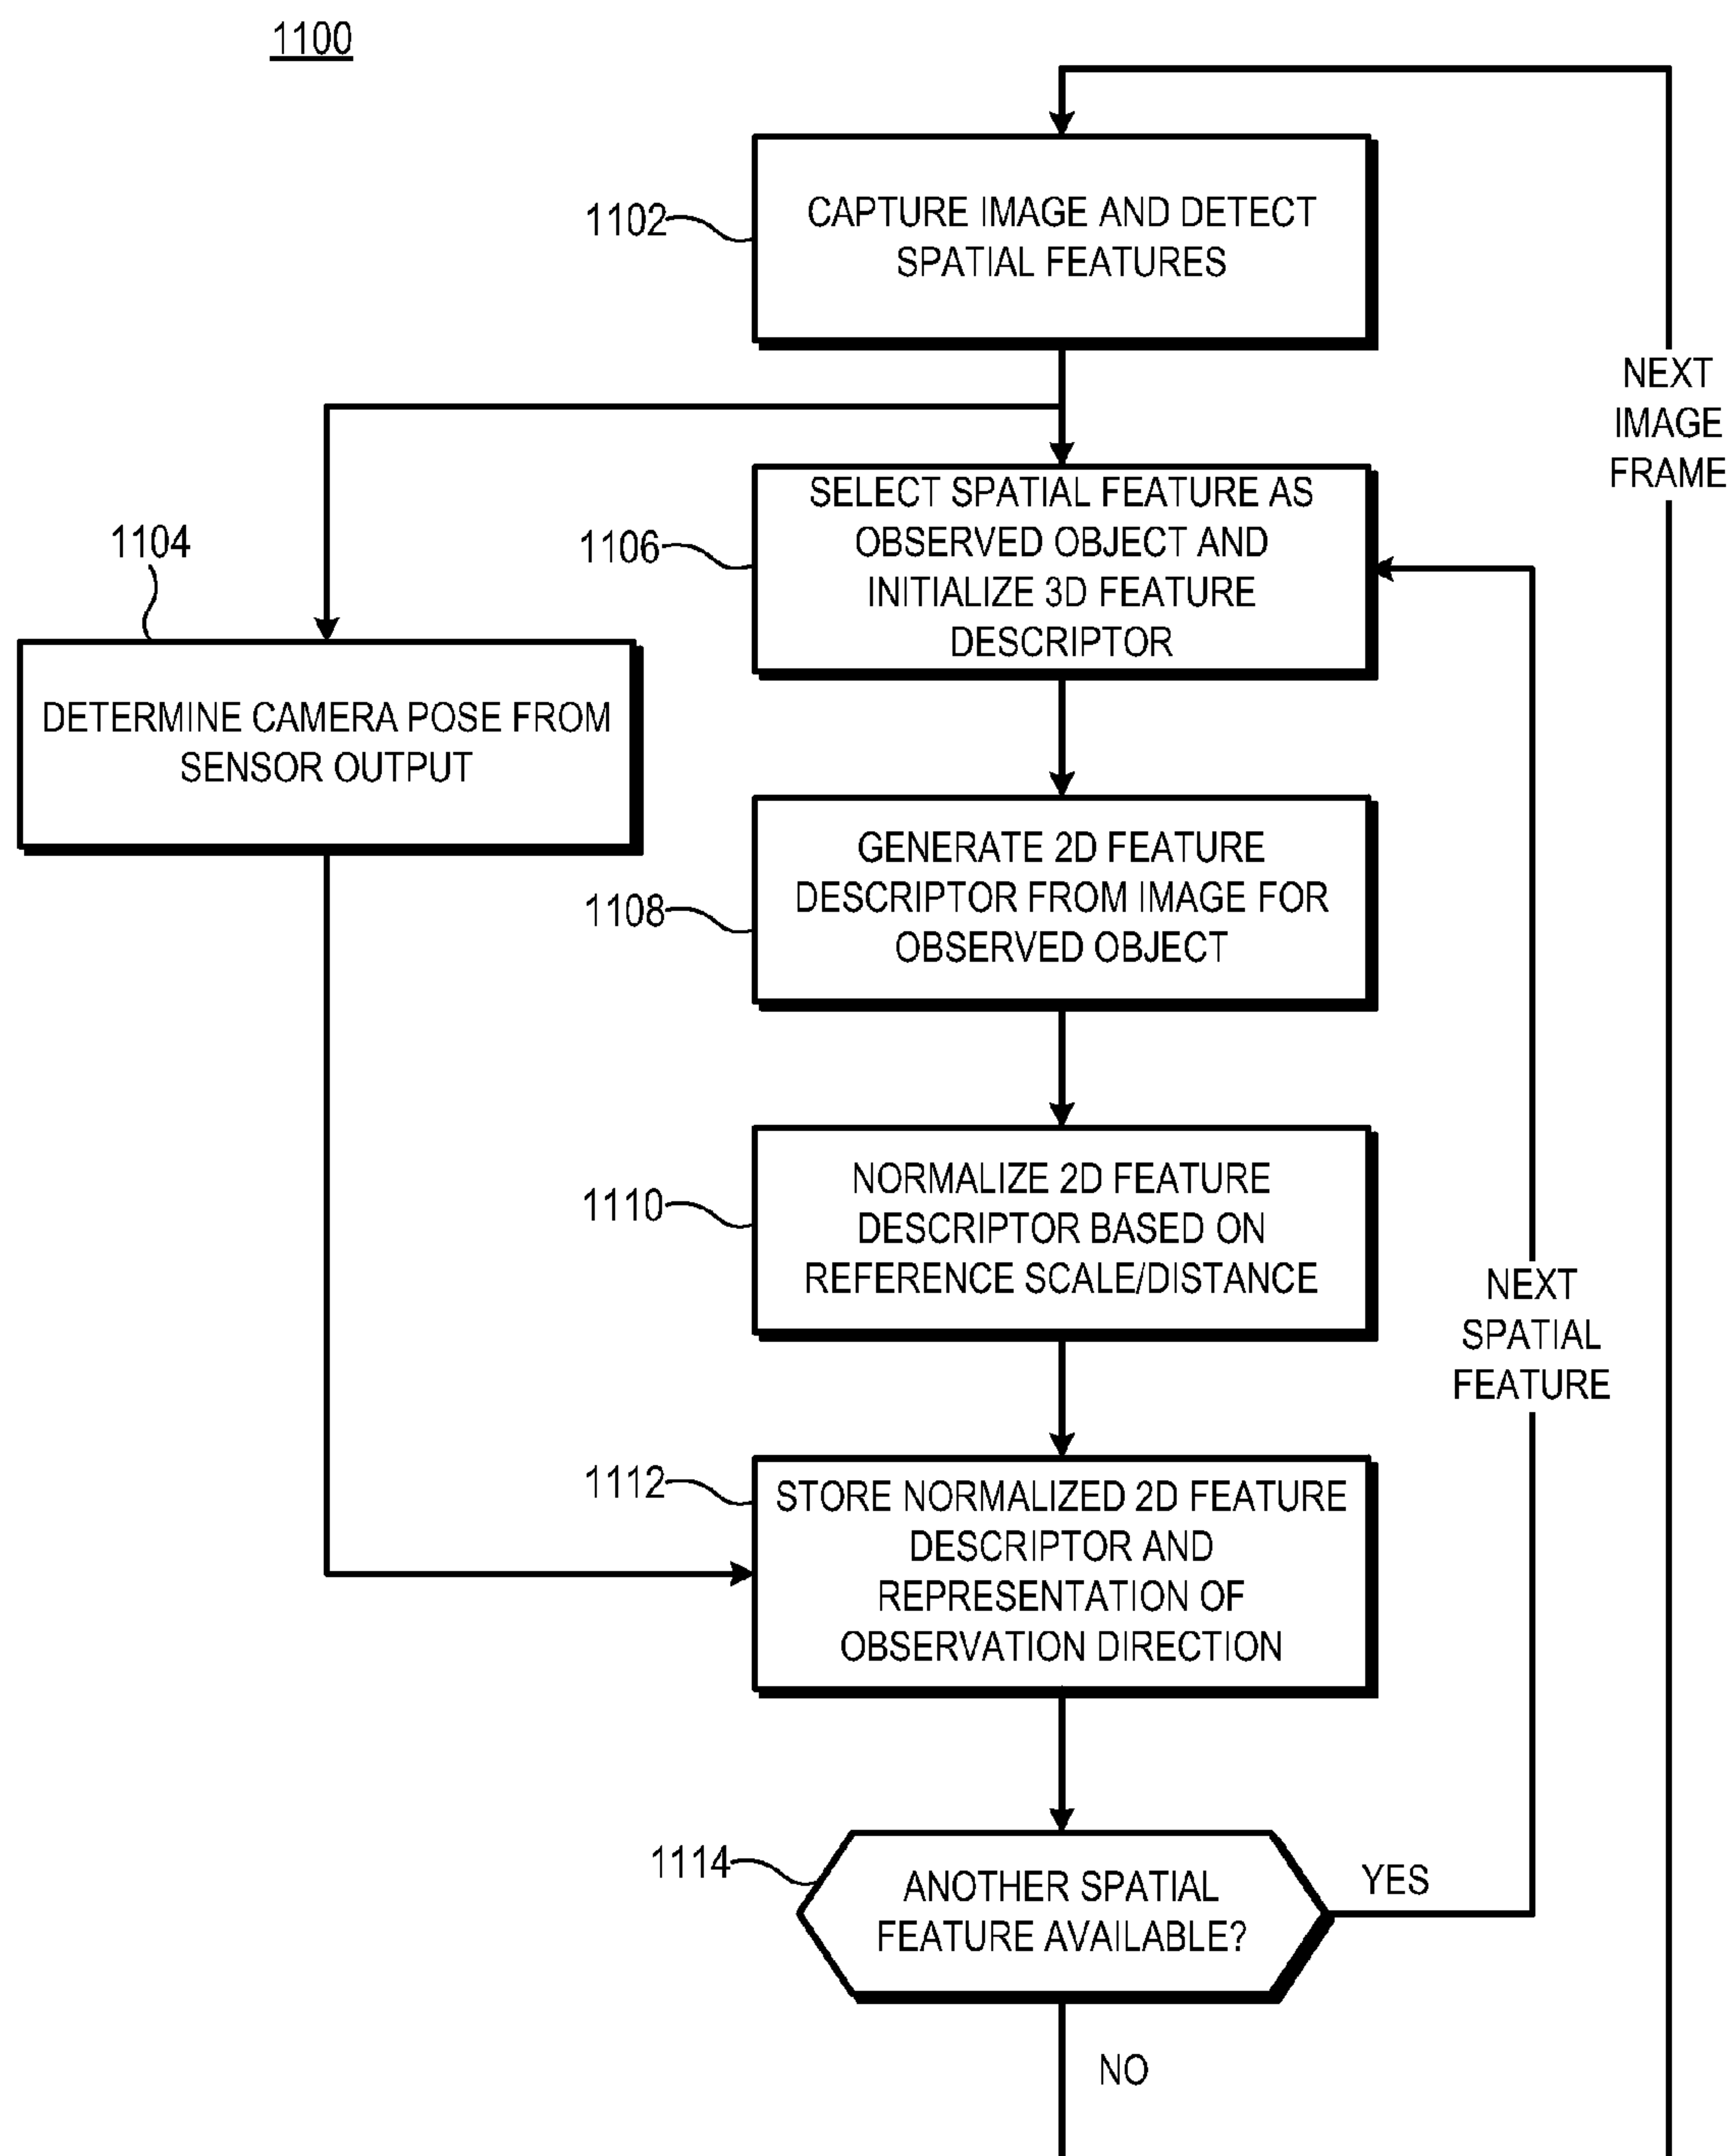 1100
1102
CAPTURE IMAGE AND DETECT
SPATIAL FEATURES
NEXT
IMAGE
FRAME
1104
DETERMINE CAMERA POSE FROM
SENSOR OUTPUT
1106
SELECT SPATIAL FEATURE AS
OBSERVED OBJECT AND
INITIALIZE 3D FEATURE
DESCRIPTOR
1108
GENERATE 2D FEATURE
DESCRIPTOR FROM IMAGE FOR
OBSERVED OBJECT
1110
NORMALIZE 2D FEATURE
DESCRIPTOR BASED ON
REFERENCE SCALE/DISTANCE
NEXT
SPATIAL
FEATURE
1112
STORE NORMALIZED 2D FEATURE
DESCRIPTOR AND
REPRESENTATION OF
OBSERVATION DIRECTION
1114
ANOTHER SPATIAL
FEATURE AVAILABLE?
YES
NO